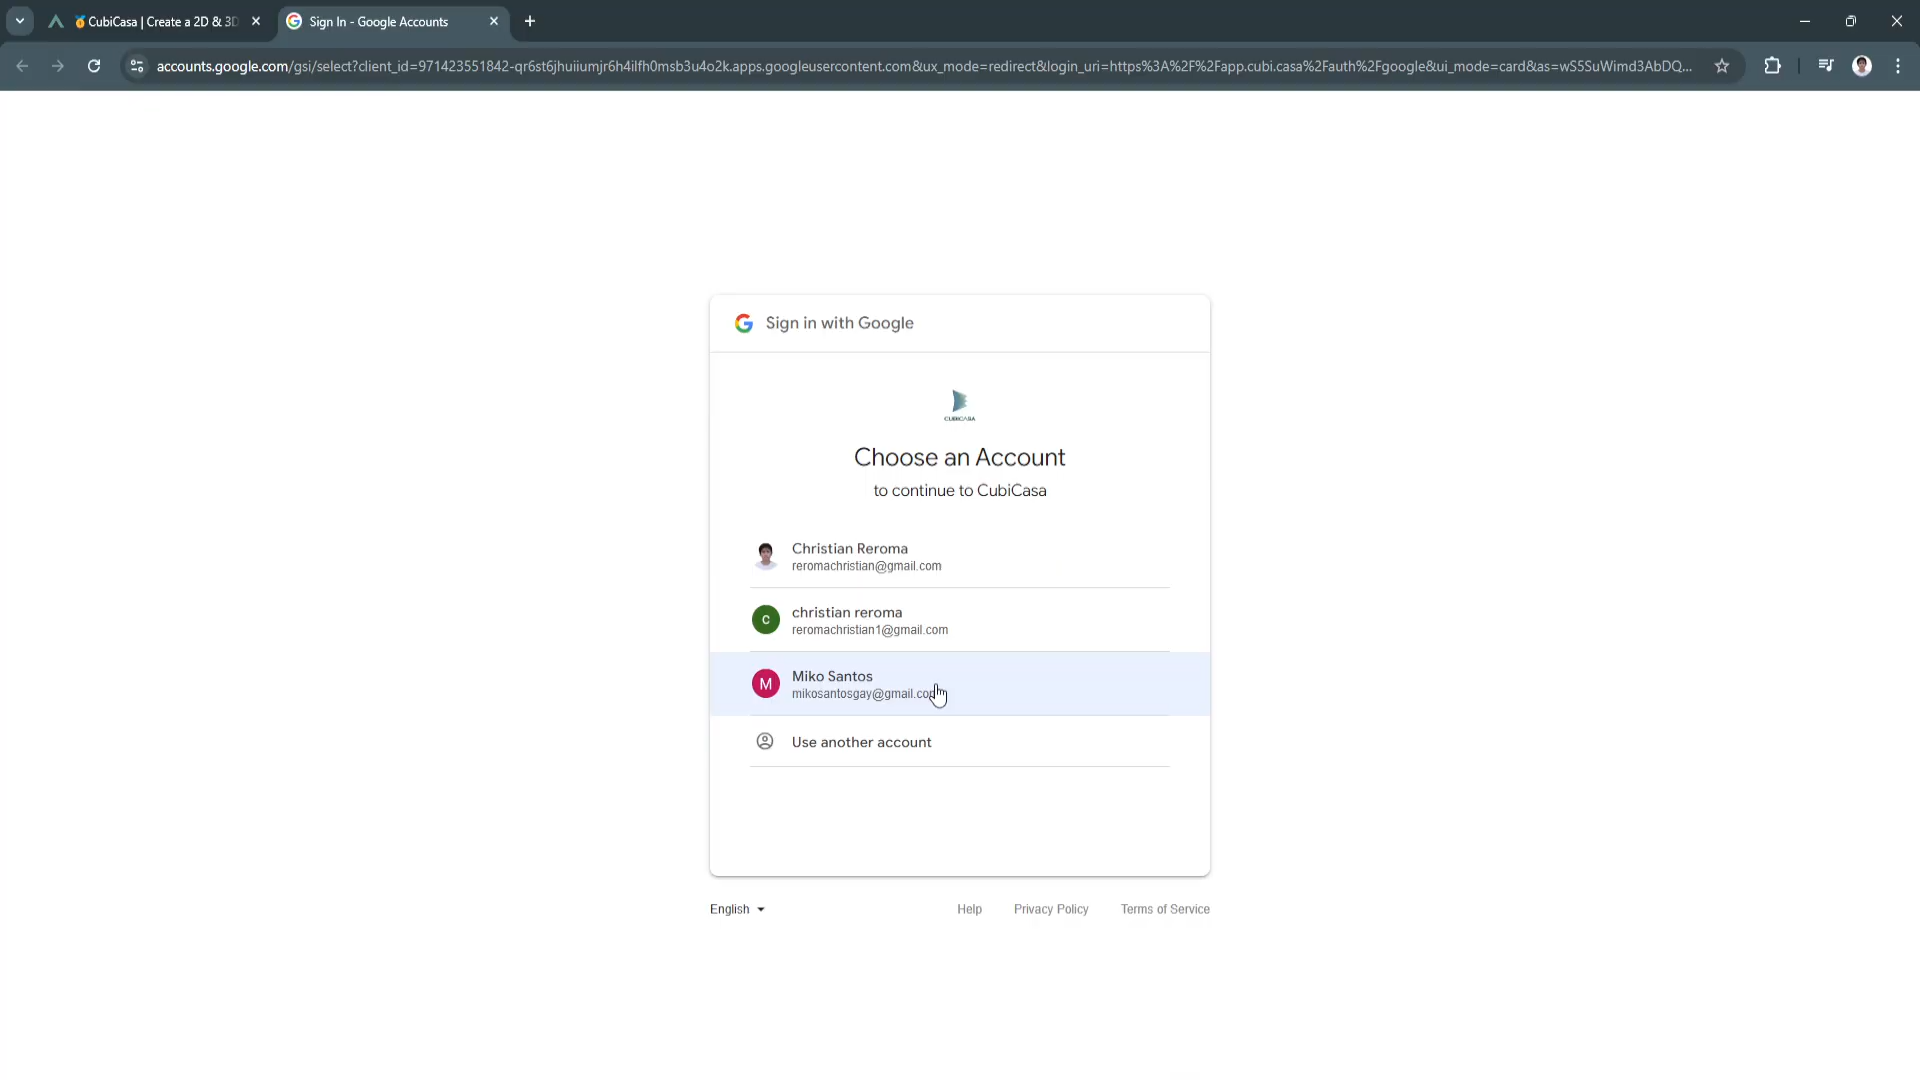 CubiCasa | Create a 2D & 3D
Sign In - Google Accounts
accounts.google.com/gsi/select?client_id=971423551842-qr6st6jhuiiumjr6h4ilfh0msb3u4o2k.apps.googleusercontent.com&ux_mode=redirect&login_uri=https%3A%2F%2Fapp.cubi.casa%2Fauth%2Fgoogle&ui_mode=card&as=wS5SuWimd3AbDQ...
Sign in with Google
CUBICASA
Choose an Account
to continue to CubiCasa
Christian Reroma
reromachristian@gmail.com
C
christian reroma
reromachristian1@gmail.com
M
Miko Santos
mikosantosgay@gmail.com
Use another account
English
Help
Privacy Policy
Terms of Service